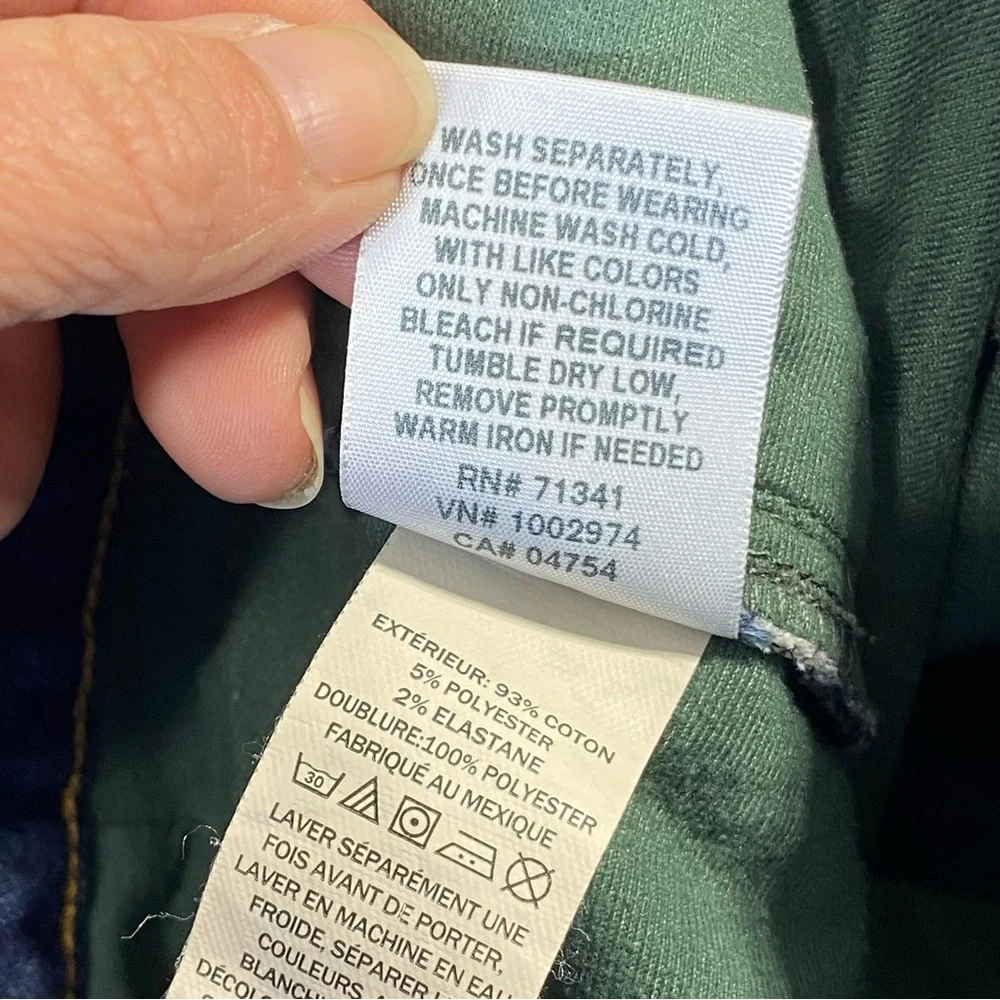 WASH SEPARATELY,
ONCE BEFORE WEARING
MACHINE WASH COLD,
WITH LIKE COLORS
ONLY NON-CHLORINE
BLEACH IF REQUIRED
TUMBLE DRY LOW,
REMOVE PROMPTLY
WARM IRON IF NEEDED
RN# 71341
VN# 1002974
CA# 04754
EXTÉRIEUR: 93% COTON
5% POLYESTER
2% ELASTANE
DOUBLURE:100% POLYESTER
FABRIQUÉ AU MEXIQUE
30
LAVER SÉPARÉMENT UNE
FOIS AVANT DE PORTER,
LAVER EN MACHINE EN EAU
FROIDE, SÉPARER
COULEURS,